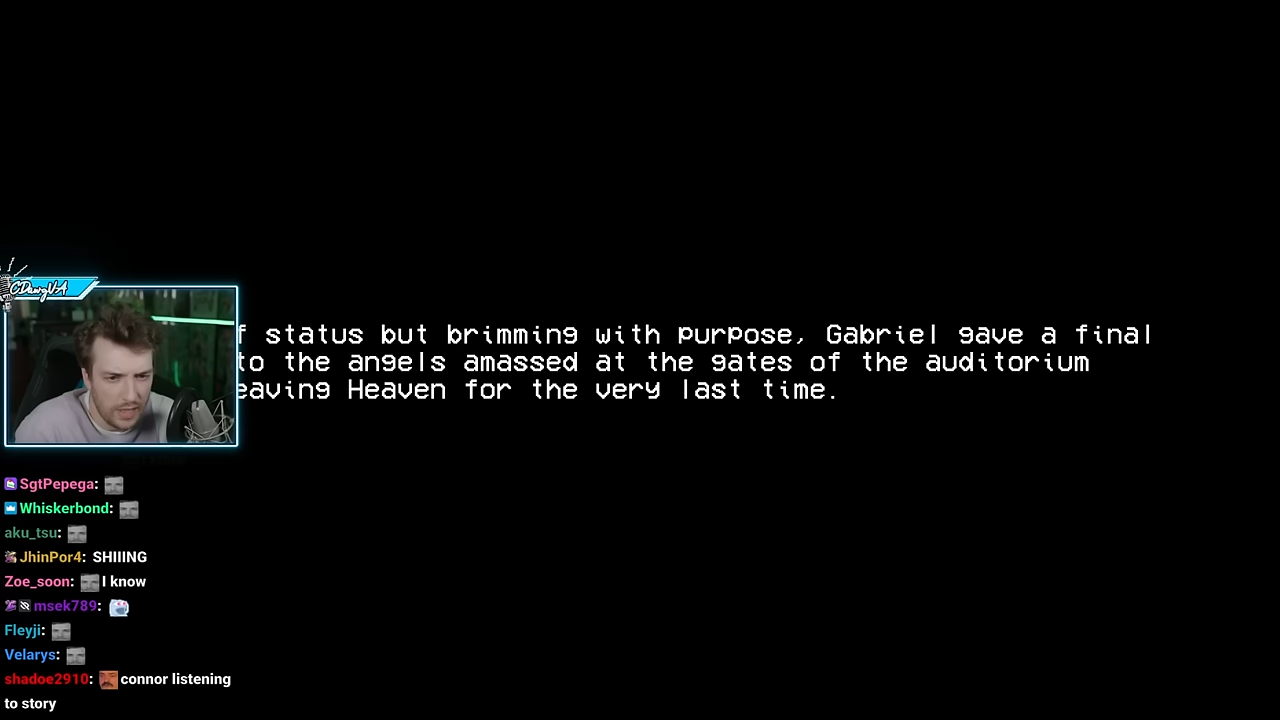 CDawgVA
status but brimming with purpose, Gabriel gave a final
to the angels amassed at the gates of the auditorium
Heaven for the very last time.
SgtPepega:
Whiskerbond:
aku_tsu:
JhinPor4: SHIIING
Zoe_soon: I know
msek789:
Fleyji:
Velarys:
shadoe2910: connor listening
to story